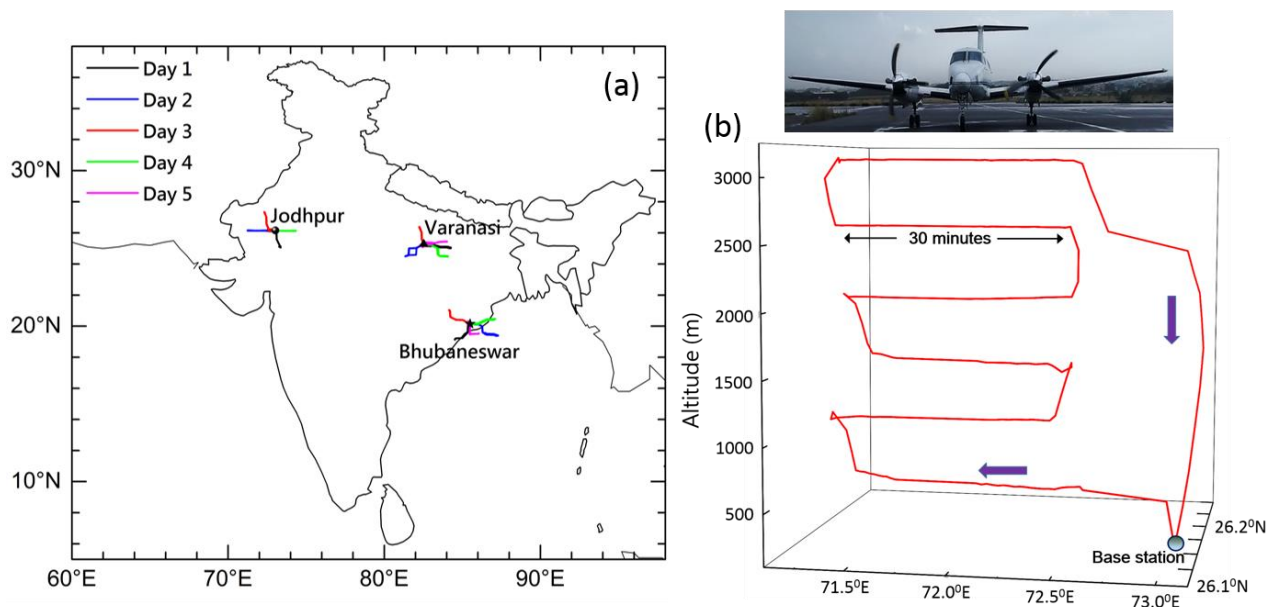 (a)
Day 1
Day 2
Day 3
Day 4
Day 5
30°N
20°N
10°N
Jodhpur
Varanasi
Bhubaneswar
60°E 70°E 80°E 90°E
(b)
Altitude (m)
3000
2500
2000
1500
1000
500
30 minutes
Base station
26.2⁰N
26.1⁰N
71.5⁰E 72.0⁰E 72.5⁰E 73.0⁰E